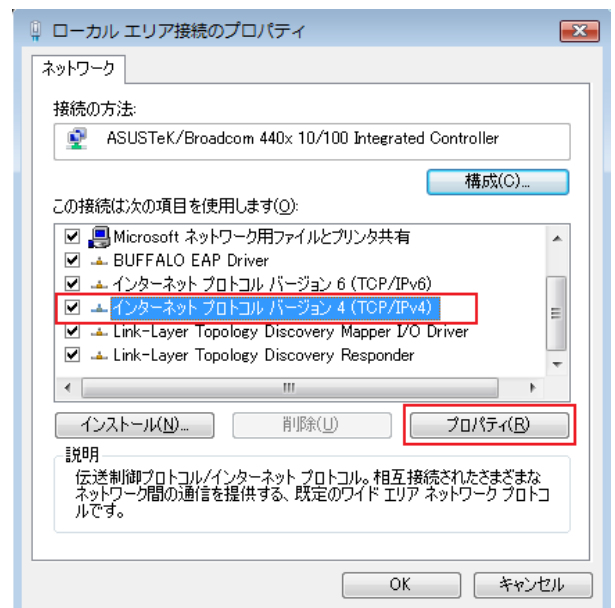 ローカル エリア接続のプロパティ
ネットワーク
接続の方法:
ASUSTeK/Broadcom 440x 10/100 Integrated Controller
構成(C)...
この接続は次の項目を使用します(O):
Microsoft ネットワーク用ファイルとプリンタ共有
BUFFALO EAP Driver
インターネット プロトコル バージョン 6 (TCP/IPv6)
インターネット プロトコル バージョン 4 (TCP/IPv4)
Link-Layer Topology Discovery Mapper I/O Driver
Link-Layer Topology Discovery Responder
インストール(N)... 削除(U) プロパティ(R)
説明
伝送制御プロトコル/インターネット プロトコル。相互接続されたさまざまな
ネットワーク間の通信を提供する、既定のワイド エリア ネットワーク プロトコ
ルです。
OK キャンセル